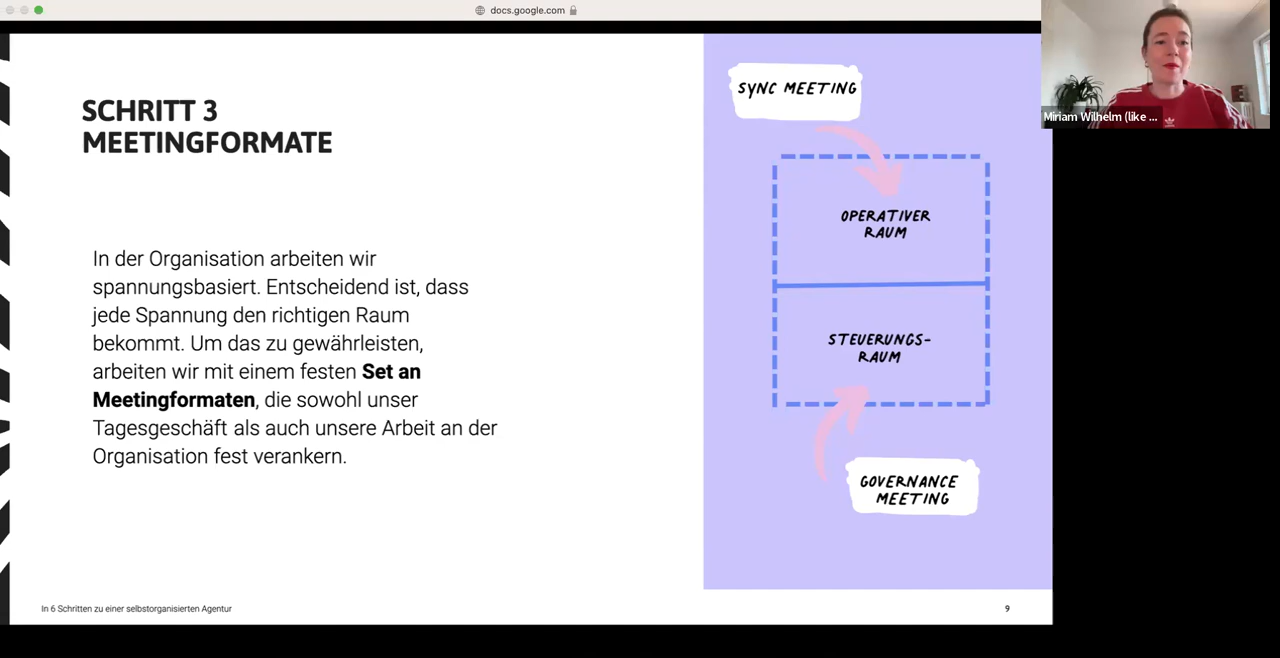 docs.google.com
SCHRITT 3
MEETINGFORMATE
In der Organisation arbeiten wir
spannungsbasiert. Entscheidend ist, dass
jede Spannung den richtigen Raum
bekommt. Um das zu gewährleisten,
arbeiten wir mit einem festen Set an
Meetingformaten, die sowohl unser
Tagesgeschäft als auch unsere Arbeit an der
Organisation fest verankern.
SYNC MEETING
OPERATIVER
RAUM
STEUERUNGS-
RAUM
GOVERNANCE
MEETING
Miriam Wilhelm (like ...
In 6 Schritten zu einer selbstorganisierten Agentur
9